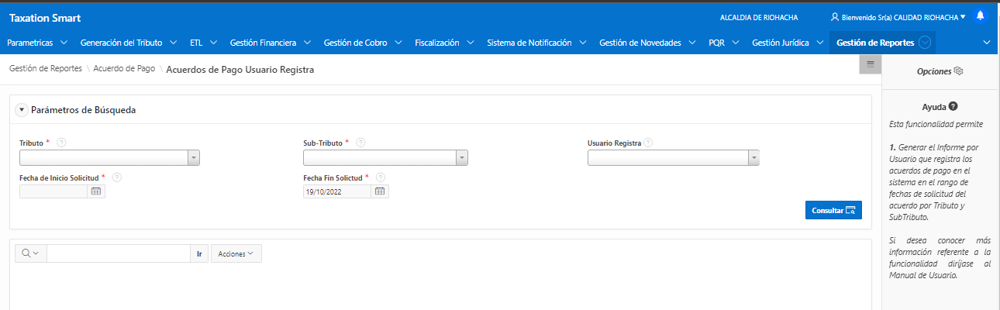 Taxation Smart
ALCALDIA DE RIOHACHA
Bienvenido Sr(a) CALIDAD RIOHACHA
Parametricas
Generación del Tributo
ETL
Gestión Financiera
Gestión de Cobro
Fiscalización
Sistema de Notificación
Gestión de Novedades
PQR
Gestión Jurídica
Gestión de Reportes
Gestión de Reportes \ Acuerdo de Pago \ Acuerdos de Pago Usuario Registra
Parámetros de Búsqueda
Tributo * ?
Sub-Tributo * ?
Usuario Registra ?
Fecha de Inicio Solicitud * ?
Fecha Fin Solictud * ?
19/10/2022
Consultar
Ir
Acciones
Opciones
Ayuda ?
Esta funcionalidad permite
1. Generar el Informe por
Usuario que registra los
acuerdos de pago en el
sistema en el rango de
fechas de solicitud del
acuerdo por Tributo y
SubTributo.
Si desea conocer más
información referente a la
funcionalidad diríjase al
Manual de Usuario.